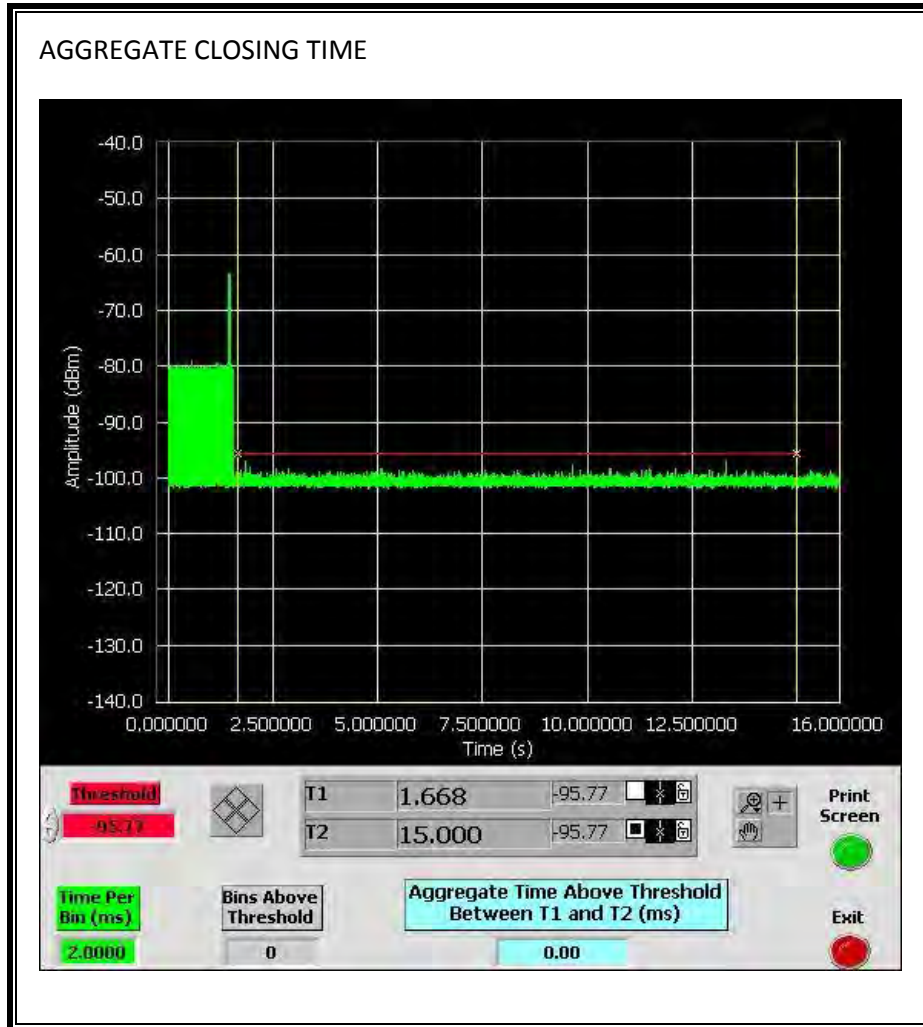 AGGREGATE CLOSING TIME
-40.0
-50.0
-60.0
-70.0
-80.0
-90.0
-100.0
-110.0
-120.0
-130.0
-140.0
Amplitude (dBm)
0.000000 2.500000 5.000000 7.500000 10.000000 12.500000 16.000000
Time (s)
Threshold
-95.77
T1 1.668 -95.77
T2 15.000 -95.77
Print
Screen
Time Per
Bin (ms)
2.0000
Bins Above
Threshold
0
Aggregate Time Above Threshold
Between T1 and T2 (ms)
0.00
Exit